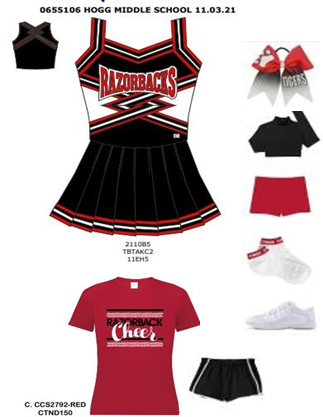 0655106 HOGG MIDDLE SCHOOL 11.03.21
RAZORBACKS
TIGERS
2110B5
TBTAKC2
11EH5
RAZORBACK
Cheer
C. CCS2792-RED
CTND150